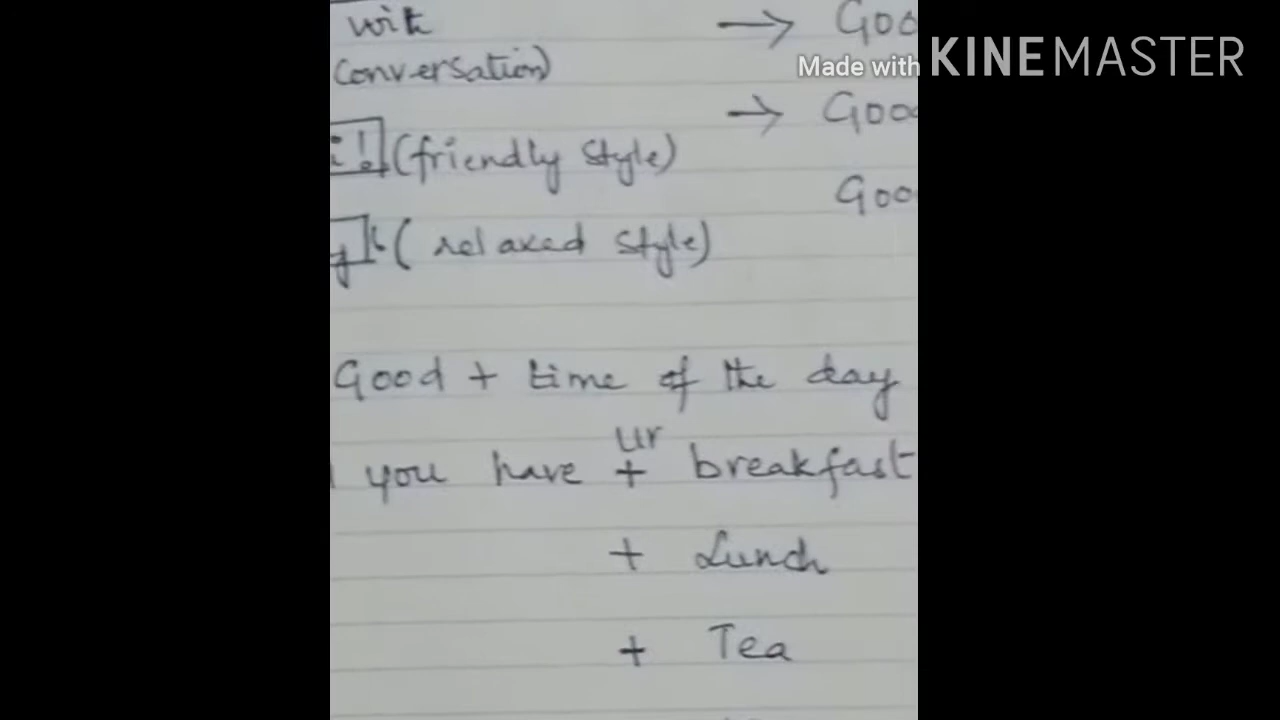 with → Goo
conversation) Made with KINEMASTER
→ Goo
i! (friendly style)
Goo
y! ( relaxed style)
Good + time of the day
ur
you have + breakfast
+ Lunch
+ Tea